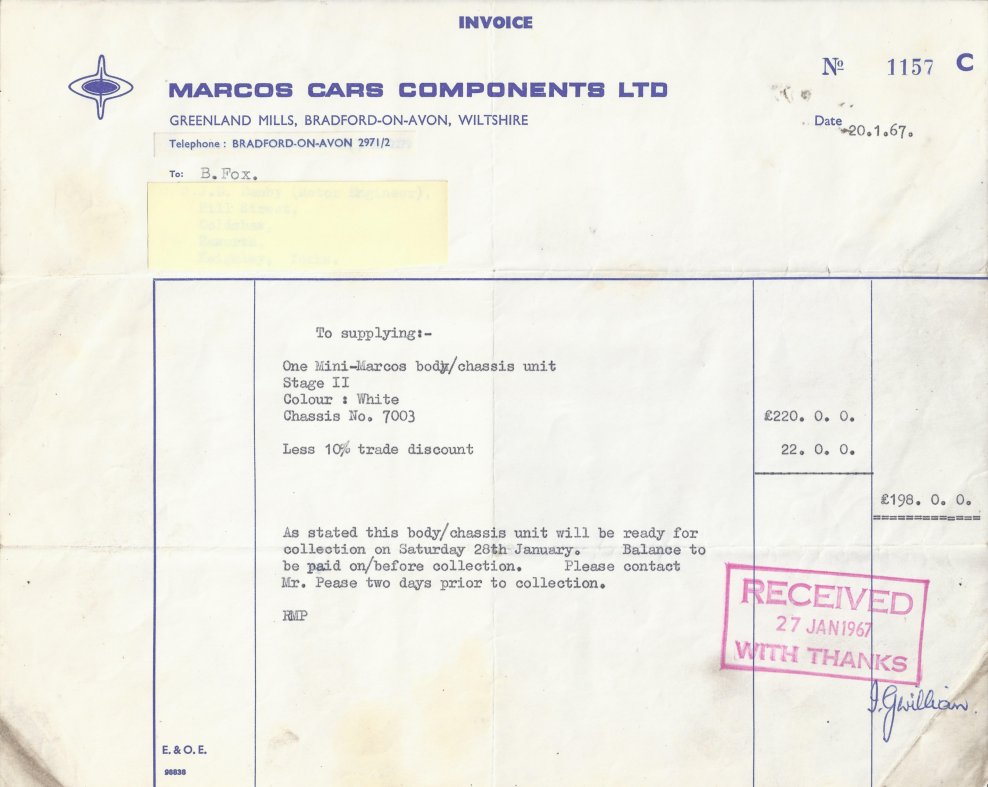 INVOICE
Nº 1157 C
MARCOS CARS COMPONENTS LTD
GREENLAND MILLS, BRADFORD-ON-AVON, WILTSHIRE
Telephone : BRADFORD-ON-AVON 2971/2
Date 20.1.67.
To: B.Fox.
(Motor Engineer),
Street,
To supplying:-
One Mini-Marcos body/chassis unit
Stage II
Colour : White
Chassis No. 7003 £220. 0. 0.
Less 10% trade discount 22. 0. 0.
£198. 0. 0.
As stated this body/chassis unit will be ready for
collection on Saturday 28th January. Balance to
be paid on/before collection. Please contact
Mr. Pease two days prior to collection.
RMP
RECEIVED
27 JAN 1967
WITH THANKS
J. Gwillian.
E. & O. E.
98838